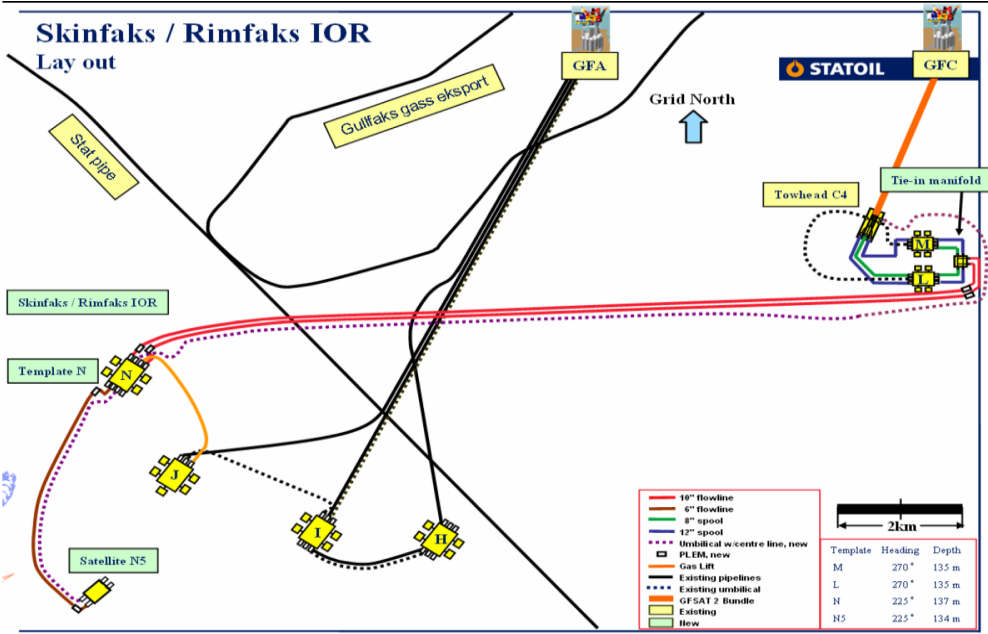 Skinfaks / Rimfaks IOR
Lay out
GFA
STATOIL
GFC
Gullfaks gass eksport
Grid North
Stat pipe
Tie-in manifold
Towhead C4
M
L
Skinfaks / Rimfaks IOR
Template N
N
J
I
H
Satellite N5
10" flowline
6" flowline
8" spool
12" spool
Umbilical w/centre line, new
PLEM, new
Gas Lift
Existing pipelines
Existing umbilical
GFSAT 2 Bundle
Existing
New
2km
Template Heading Depth
M 270° 135 m
L 270° 135 m
N 225° 137 m
N5 225° 134 m